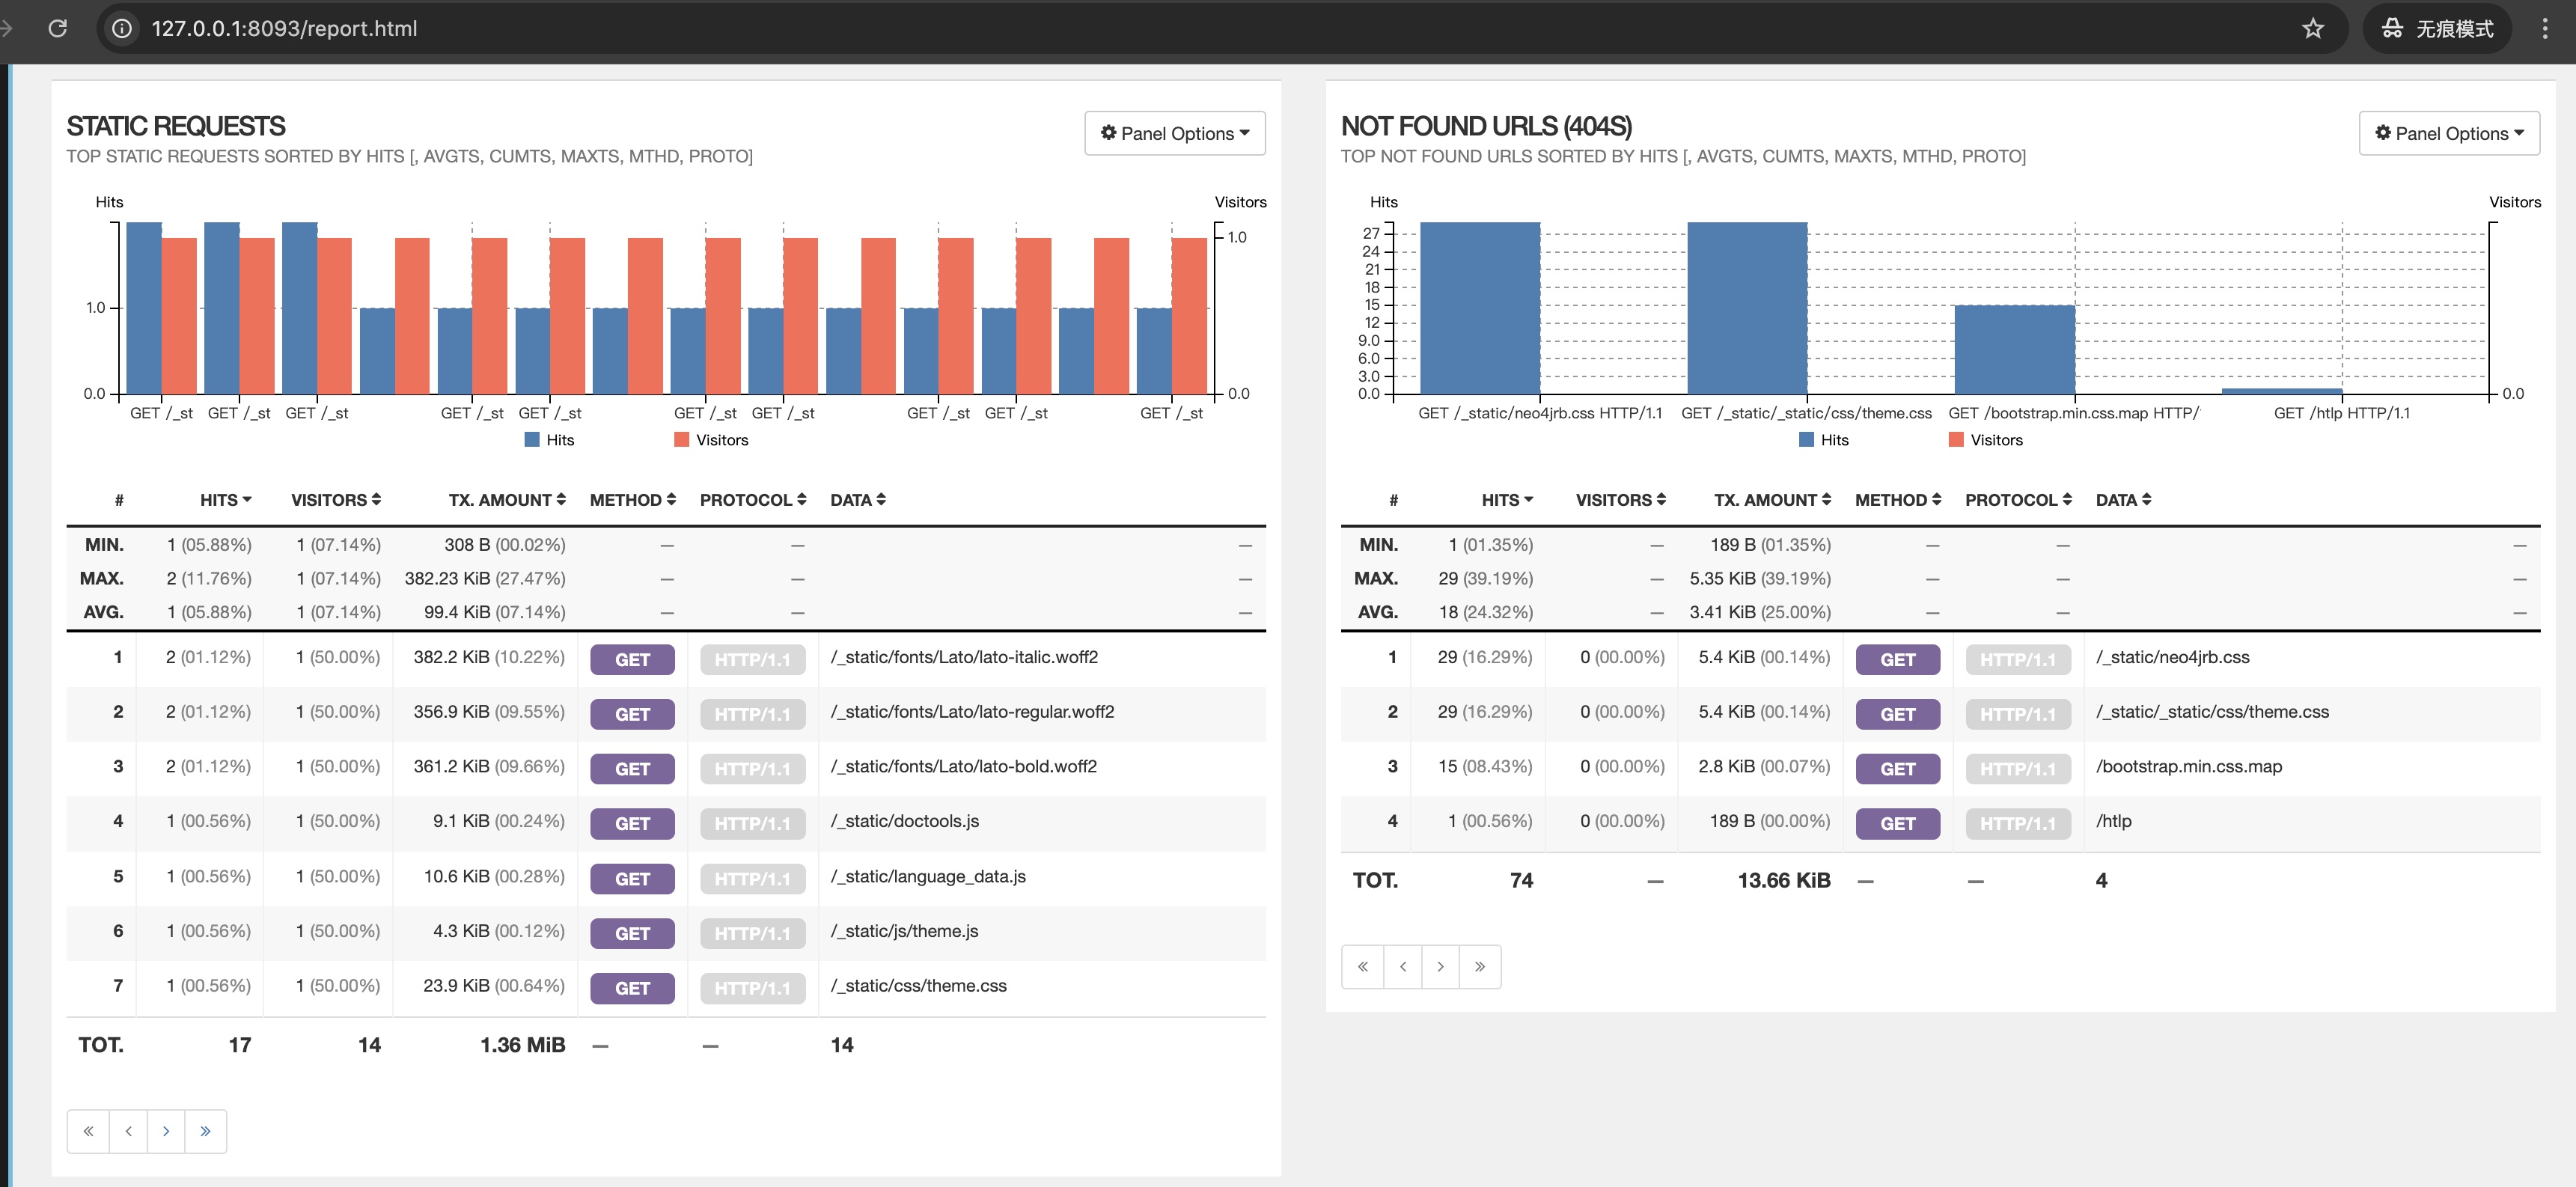 127.0.0.1:8093/report.html
无痕模式
STATIC REQUESTS
Panel Options
TOP STATIC REQUESTS SORTED BY HITS [, AVGTS, CUMTS, MAXTS, MTHD, PROTO]
Hits
Visitors
1.0
1.0
0.0
0.0
GET /_st GET /_st GET /_st GET /_st GET /_st GET /_st GET /_st GET /_st GET /_st GET /_st
Hits Visitors
# HITS VISITORS TX. AMOUNT METHOD PROTOCOL DATA
MIN. 1 (05.88%) 1 (07.14%) 308 B (00.02%) — — —
MAX. 2 (11.76%) 1 (07.14%) 382.23 KiB (27.47%) — — —
AVG. 1 (05.88%) 1 (07.14%) 99.4 KiB (07.14%) — — —
1 2 (01.12%) 1 (50.00%) 382.2 KiB (10.22%) GET HTTP/1.1 /_static/fonts/Lato/lato-italic.woff2
2 2 (01.12%) 1 (50.00%) 356.9 KiB (09.55%) GET HTTP/1.1 /_static/fonts/Lato/lato-regular.woff2
3 2 (01.12%) 1 (50.00%) 361.2 KiB (09.66%) GET HTTP/1.1 /_static/fonts/Lato/lato-bold.woff2
4 1 (00.56%) 1 (50.00%) 9.1 KiB (00.24%) GET HTTP/1.1 /_static/doctools.js
5 1 (00.56%) 1 (50.00%) 10.6 KiB (00.28%) GET HTTP/1.1 /_static/language_data.js
6 1 (00.56%) 1 (50.00%) 4.3 KiB (00.12%) GET HTTP/1.1 /_static/js/theme.js
7 1 (00.56%) 1 (50.00%) 23.9 KiB (00.64%) GET HTTP/1.1 /_static/css/theme.css
TOT. 17 14 1.36 MiB — — 14
« ‹ › »
NOT FOUND URLS (404S)
Panel Options
TOP NOT FOUND URLS SORTED BY HITS [, AVGTS, CUMTS, MAXTS, MTHD, PROTO]
Hits
Visitors
27
24
21
18
15
12
9.0
6.0
3.0
0.0
0.0
GET /_static/neo4jrb.css HTTP/1.1 GET /_static/_static/css/theme.css GET /bootstrap.min.css.map HTTP/ GET /htlp HTTP/1.1
Hits Visitors
# HITS VISITORS TX. AMOUNT METHOD PROTOCOL DATA
MIN. 1 (01.35%) — 189 B (01.35%) — — —
MAX. 29 (39.19%) — 5.35 KiB (39.19%) — — —
AVG. 18 (24.32%) — 3.41 KiB (25.00%) — — —
1 29 (16.29%) 0 (00.00%) 5.4 KiB (00.14%) GET HTTP/1.1 /_static/neo4jrb.css
2 29 (16.29%) 0 (00.00%) 5.4 KiB (00.14%) GET HTTP/1.1 /_static/_static/css/theme.css
3 15 (08.43%) 0 (00.00%) 2.8 KiB (00.07%) GET HTTP/1.1 /bootstrap.min.css.map
4 1 (00.56%) 0 (00.00%) 189 B (00.00%) GET HTTP/1.1 /htlp
TOT. 74 — 13.66 KiB — — 4
« ‹ › »